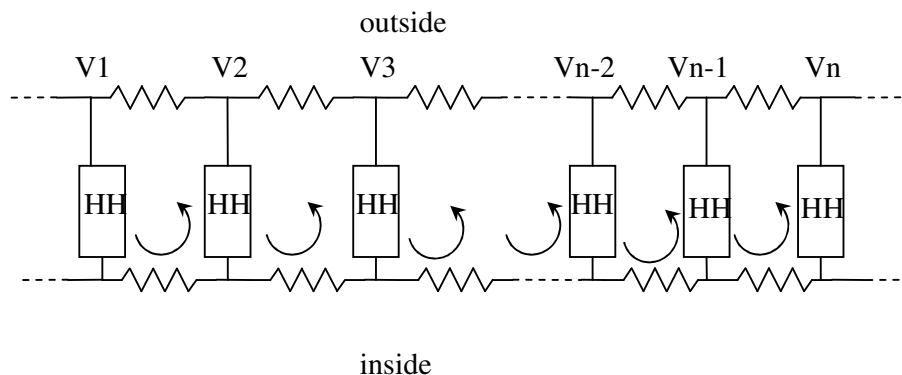 outside
V1 V2 V3 Vn-2 Vn-1 Vn
HH HH HH HH HH HH
inside